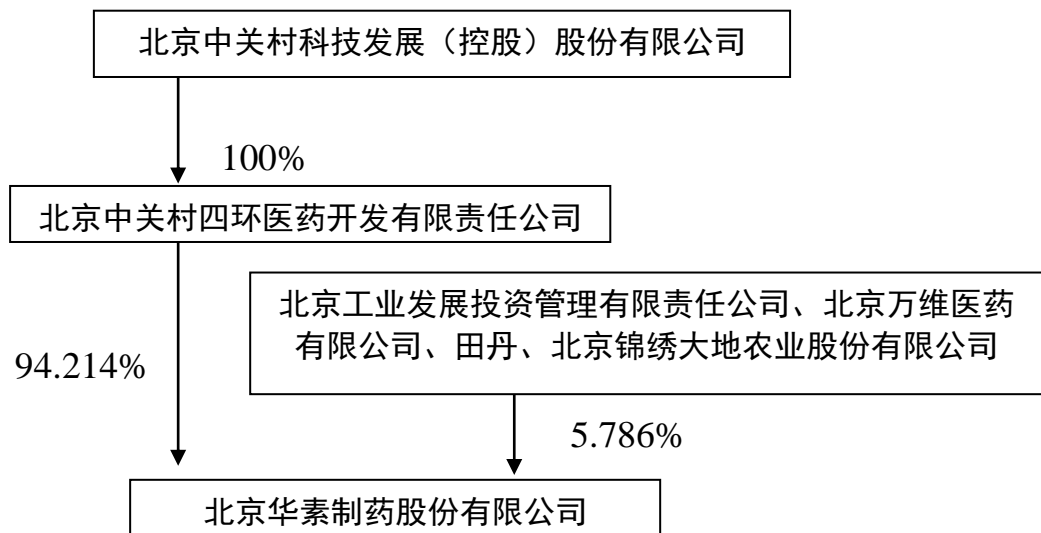 北京中关村科技发展（控股）股份有限公司
100%
北京中关村四环医药开发有限责任公司
北京工业发展投资管理有限责任公司、北京万维医药
有限公司、田丹、北京锦绣大地农业股份有限公司
94.214%
5.786%
北京华素制药股份有限公司